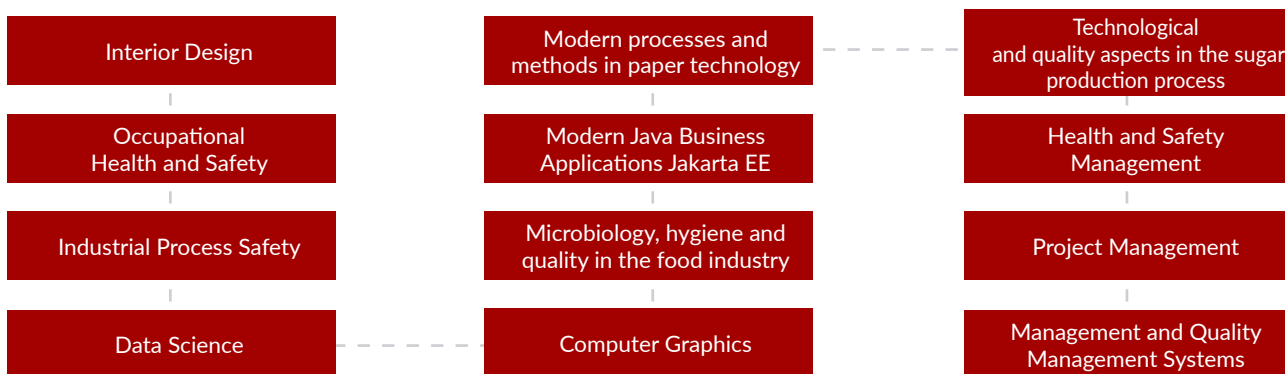 Interior Design
Occupational
Health and Safety
Industrial Process Safety
Data Science
Modern processes and
methods in paper technology
Modern Java Business
Applications Jakarta EE
Microbiology, hygiene and
quality in the food industry
Computer Graphics
Technological
and quality aspects in the sugar
production process
Health and Safety
Management
Project Management
Management and Quality
Management Systems